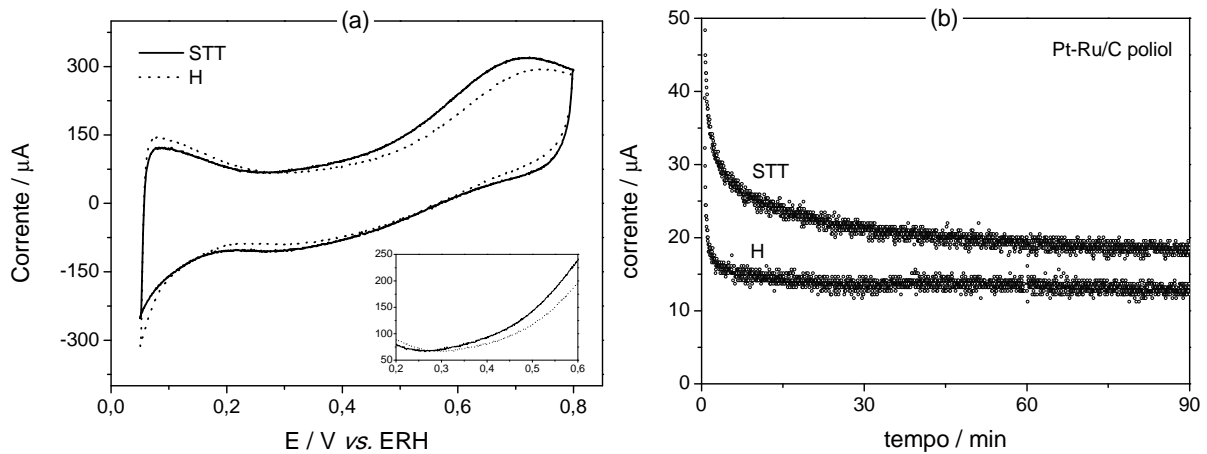 (a)
STT
H
Corrente / μA
300
150
0
-150
-300
0,0
0,2
0,4
0,6
0,8
E / V vs. ERH
250
200
150
100
50
0,2
0,3
0,4
0,5
0,6
(b)
Pt-Ru/C poliol
STT
H
corrente / μA
50
40
30
20
10
0
0
30
60
90
tempo / min